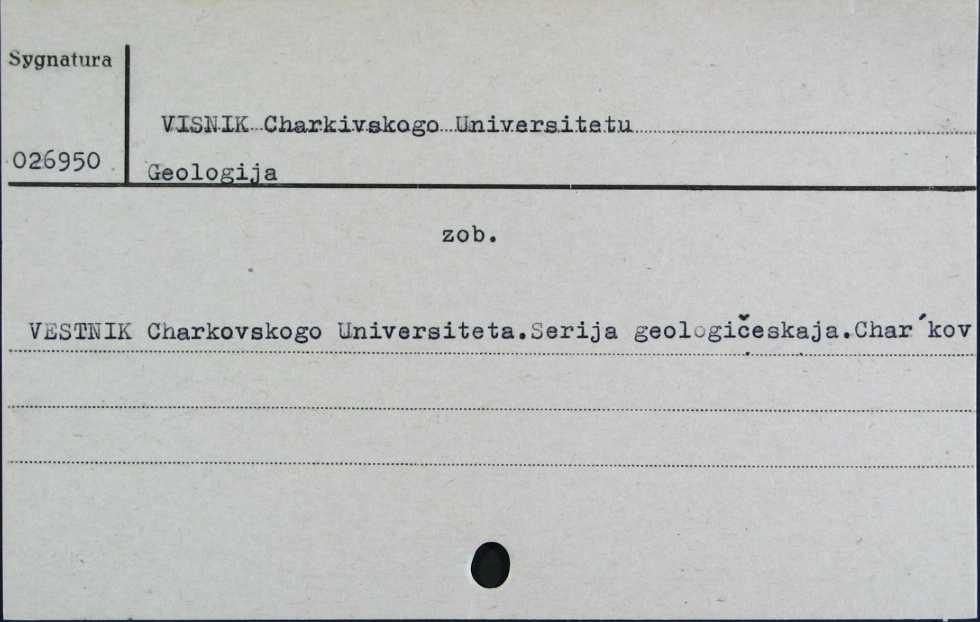 Sygnatura
VISNIK Charkivskogo Universitetu
026950
Geologija
zob.
VESTNIK Charkovskogo Universiteta.Serija geologičeskaja.Char´kov